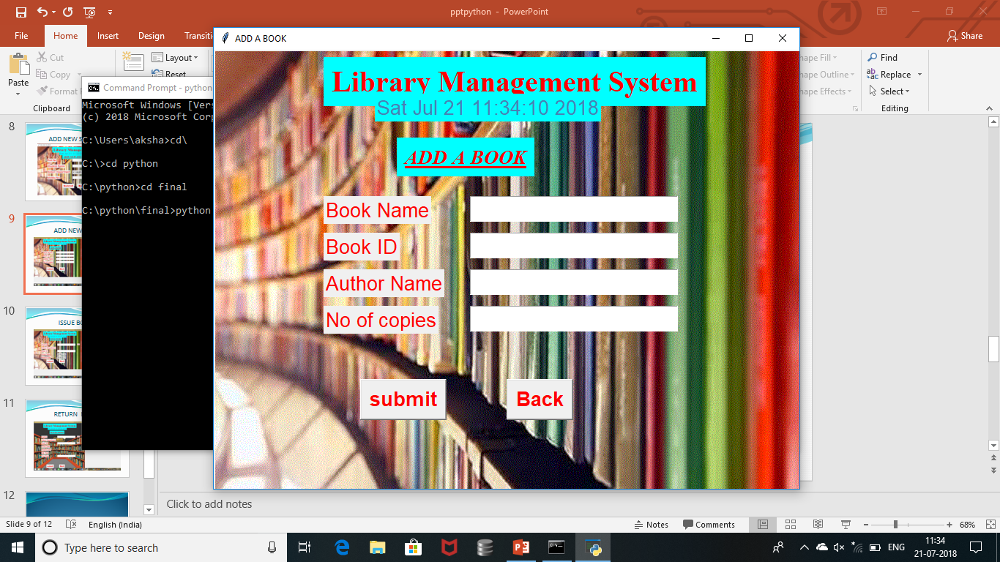 pptpython - PowerPoint
File Home Insert Design Transiti
Share
Cut
Copy
Format
Paste
Clipboard
Layout
Reset
Shape Fill
Shape Outline
Shape Effects
Find
Replace
Select
Editing
Command Prompt - python
Microsoft Windows [Vers
(c) 2018 Microsoft Corp
C:\Users\aksha>cd\
C:\>cd python
C:\python>cd final
C:\python\final>python
ADD A BOOK
Library Management System
Sat Jul 21 11:34:10 2018
ADD A BOOK
Book Name
Book ID
Author Name
No of copies
submit Back
8
ADD NEW S
9
ADD NEW
10
ISSUE BO
11
RETURN
12
Click to add notes
Slide 9 of 12 English (India) Notes Comments 68%
Type here to search
ENG
11:34
21-07-2018